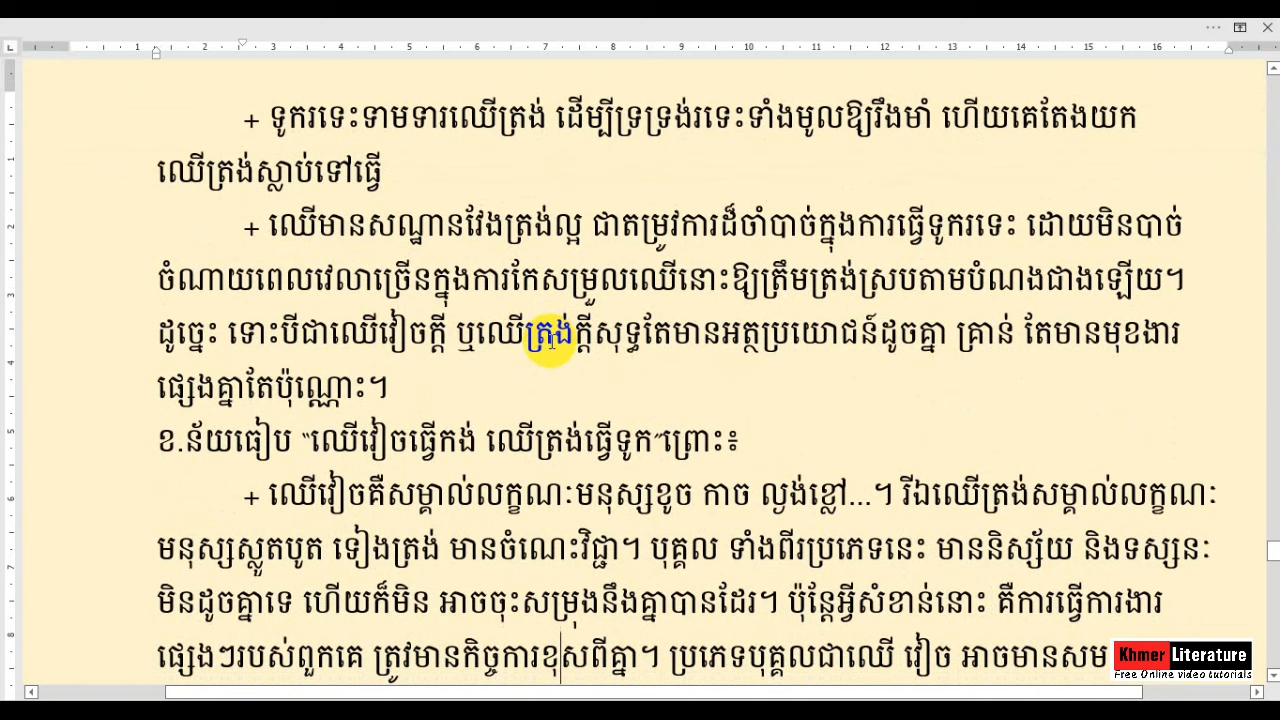 + ទូករទេះទាមទារឈើត្រង់ ដើម្បីទ្រទ្រង់រទេះទាំងមូលឱ្យរឹងមាំ ហើយគេតែងយក
ឈើត្រង់ស្លាប់ទៅធ្វើ
+ ឈើមានសណ្ឋានវែងត្រង់ល្អ ជាតម្រូវការដ៏ចាំបាច់ក្នុងការធ្វើទូករទេះ ដោយមិនបាច់
ចំណាយពេលវេលាច្រើនក្នុងការកែសម្រួលឈើនោះឱ្យត្រឹមត្រង់ស្របតាមបំណងជាងឡើយ។
ដូច្នេះ ទោះបីជាឈើវៀចក្តី ឬឈើត្រង់ក្តីសុទ្ធតែមានអត្ថប្រយោជន៍ដូចគ្នា គ្រាន់ តែមានមុខងារ
ផ្សេងគ្នាតែប៉ុណ្ណោះ។
ខ.ន័យធៀប “ឈើវៀចធ្វើកង់ ឈើត្រង់ធ្វើទូក”ព្រោះ៖
+ ឈើវៀចគឺសម្គាល់លក្ខណៈមនុស្សខូច កាច ល្ងង់ខ្លៅ...។ រីឯឈើត្រង់សម្គាល់លក្ខណៈ
មនុស្សស្លូតបូត ទៀងត្រង់ មានចំណេះវិជ្ជា។ បុគ្គល ទាំងពីរប្រភេទនេះ មាននិស្ស័យ និងទស្សនៈ
មិនដូចគ្នាទេ ហើយក៏មិន អាចចុះសម្រុងនឹងគ្នាបានដែរ។ ប៉ុន្តែអ្វីសំខាន់នោះ គឺការធ្វើការងារ
ផ្សេងៗរបស់ពួកគេ ត្រូវមានកិច្ចការខុសពីគ្នា។ ប្រភេទបុគ្គលជាឈើ វៀច អាចមានសម
Khmer Literature
Free Online video tutorials